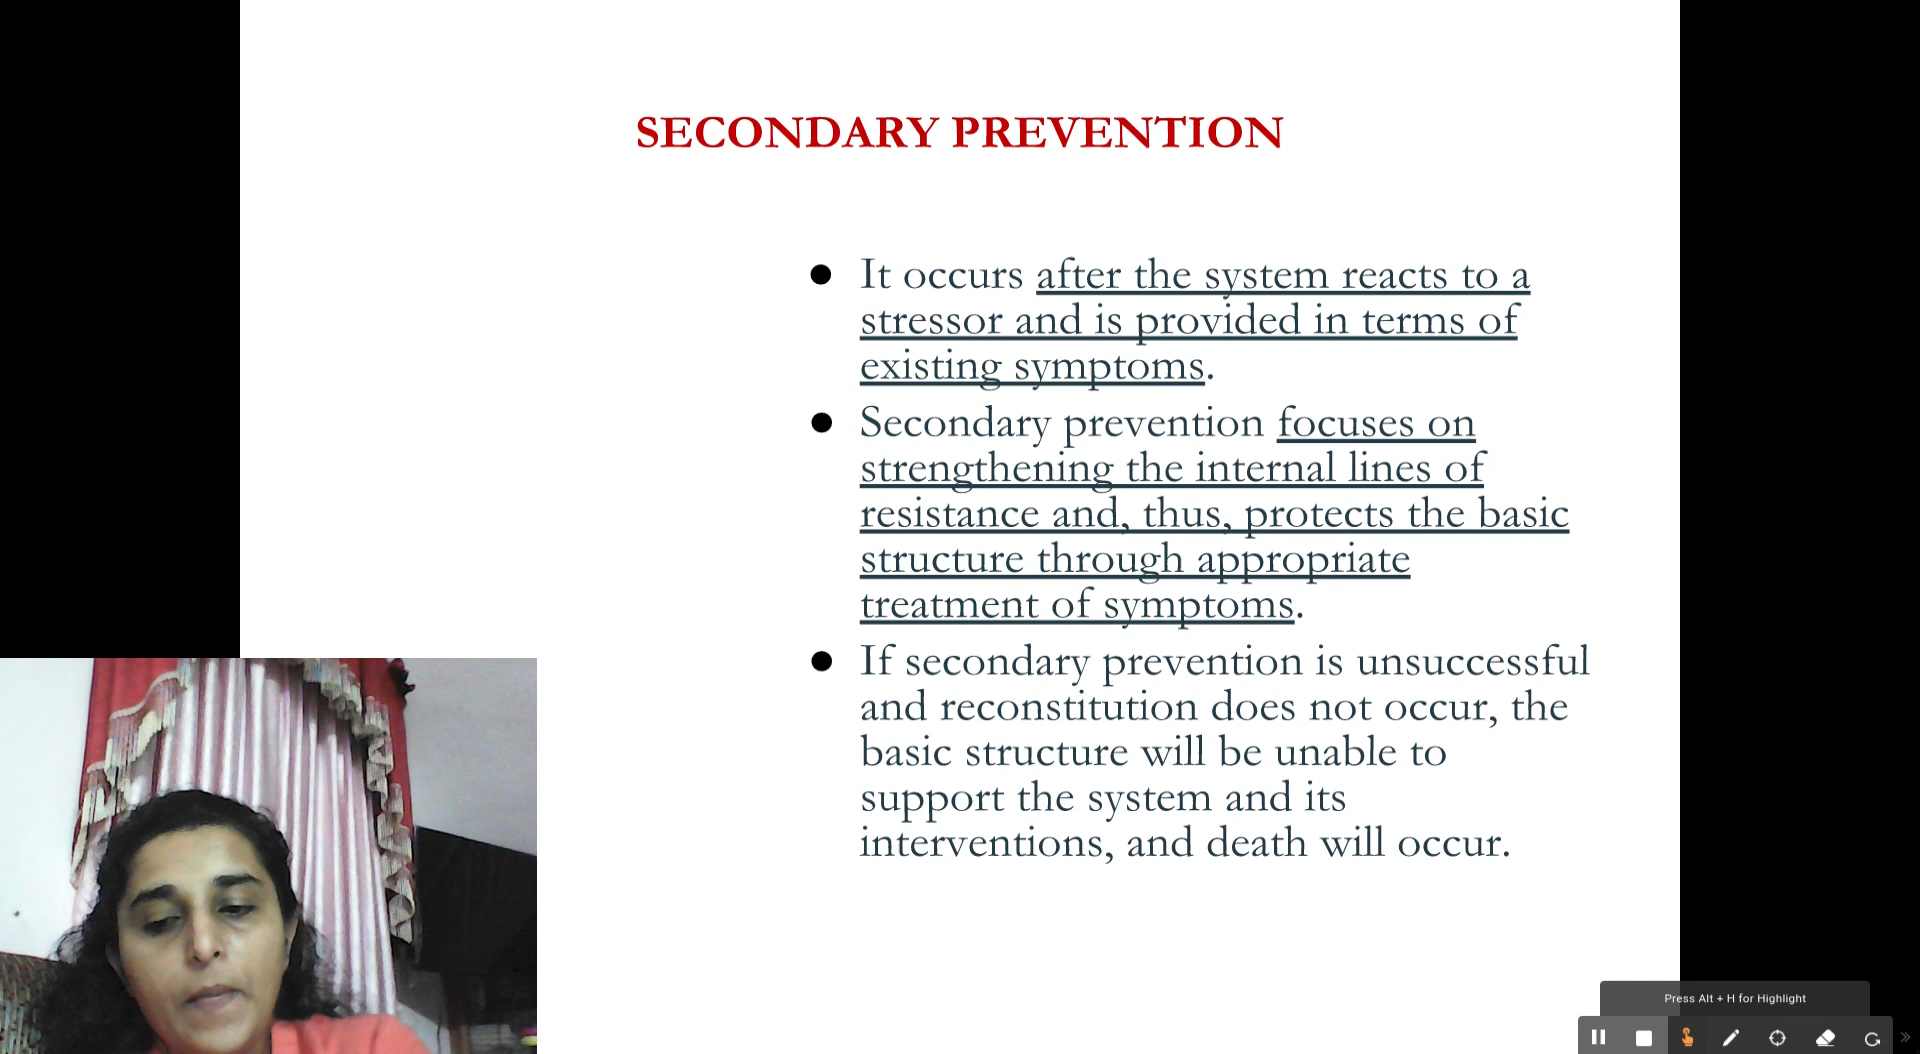 SECONDARY PREVENTION
● It occurs after the system reacts to a
stressor and is provided in terms of
existing symptoms.
● Secondary prevention focuses on
strengthening the internal lines of
resistance and, thus, protects the basic
structure through appropriate
treatment of symptoms.
● If secondary prevention is unsuccessful
and reconstitution does not occur, the
basic structure will be unable to
support the system and its
interventions, and death will occur.
Press Alt + H for Highlight